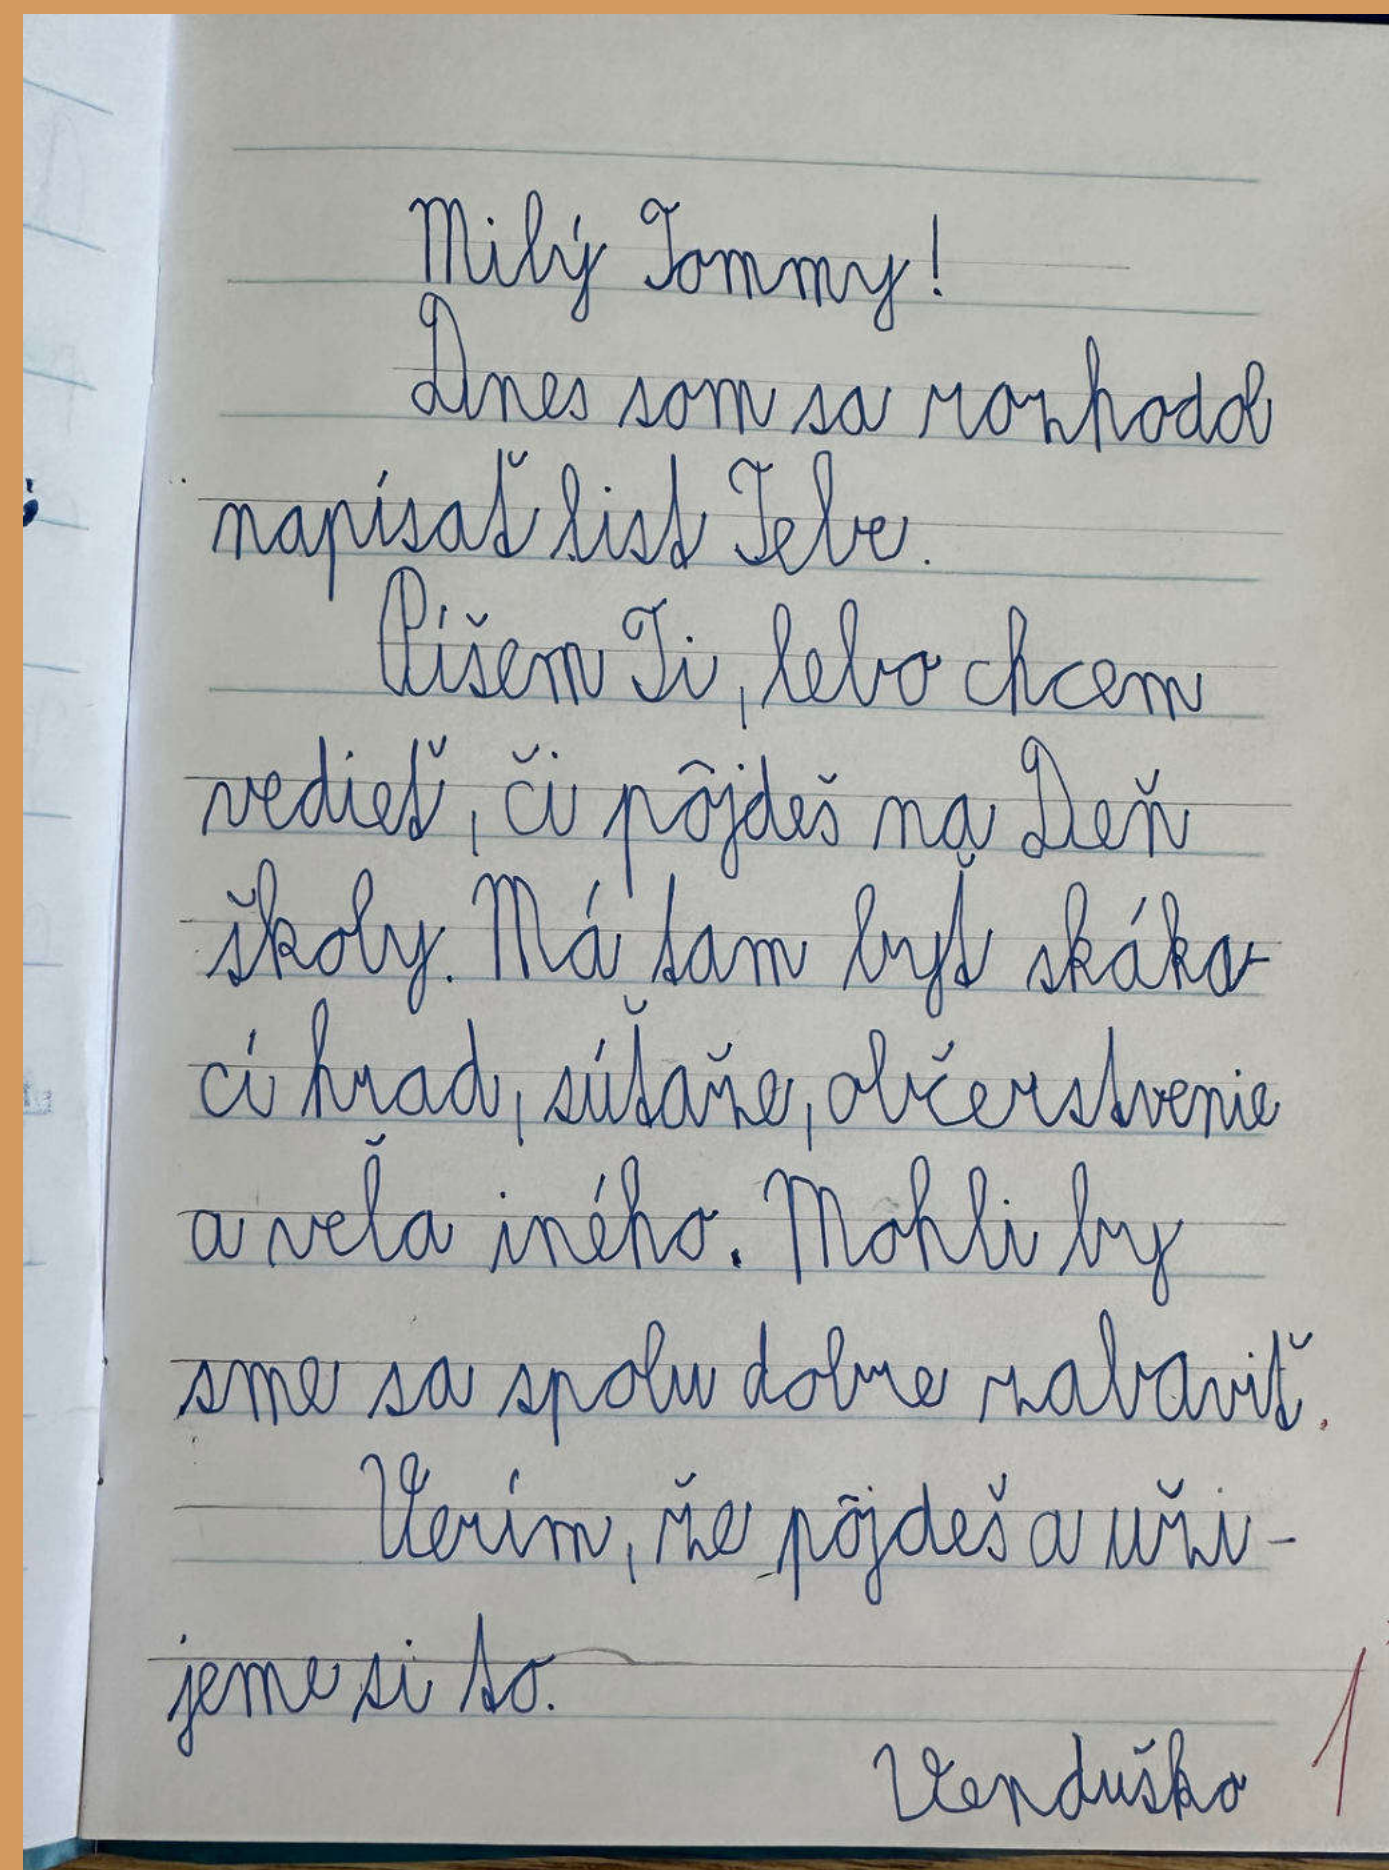 Milý Tommy!
Dnes som sa rozhodol
napísať list Tebe.
Píšem Ti, lebo chcem
vedieť, či pôjdeš na Deň
školy. Má tam byť skáka-
cí hrad, súťaže, občerstvenie
a veľa iného. Mohli by
sme sa spolu dobre zabaviť.
Verím, že pôjdeš a uži-
jeme si to.
Venduško
1